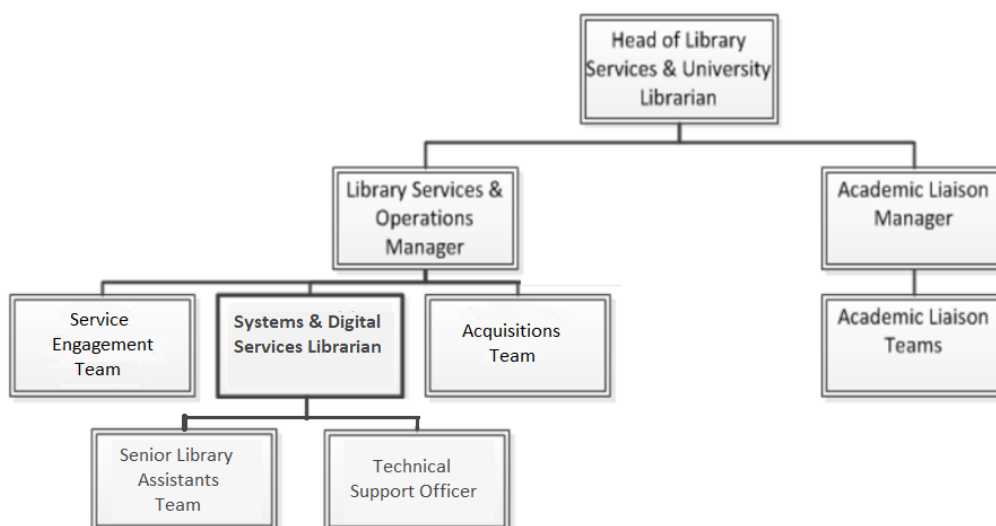 Head of Library
Services & University
Librarian
Library Services &
Operations
Manager
Academic Liaison
Manager
Service
Engagement
Team
Systems & Digital
Services Librarian
Acquisitions
Team
Academic Liaison
Teams
Senior Library
Assistants
Team
Technical
Support Officer